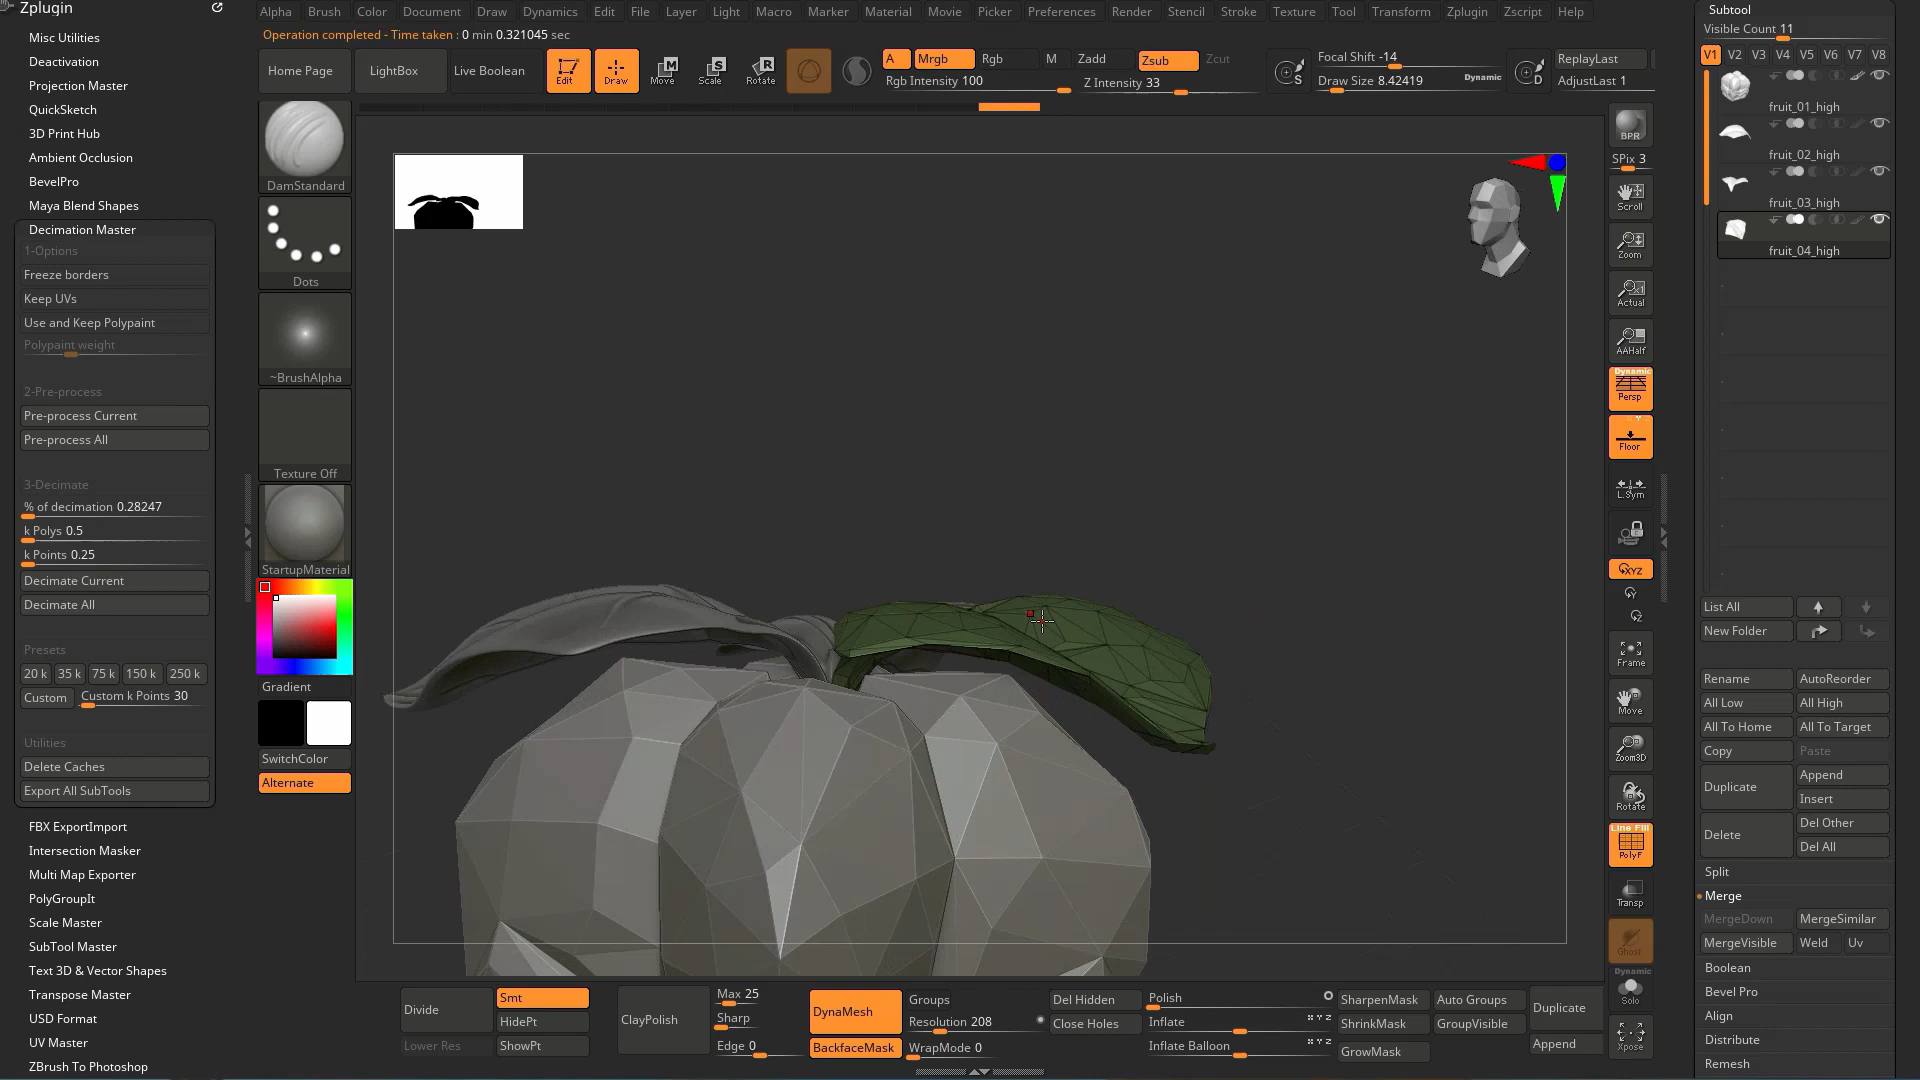 Zplugin
Alpha Brush Color Document Draw Dynamics Edit File Layer Light Macro Marker Material Movie Picker Preferences Render Stencil Stroke Texture Tool Transform Zplugin Zscript Help
Operation completed - Time taken : 0 min 0.321045 sec
Home Page
LightBox
Live Boolean
Edit
Draw
Move
Scale
Rotate
A
Mrgb
Rgb
M
Zadd
Zsub
Zcut
Rgb Intensity 100
Z Intensity 33
Focal Shift -14
Draw Size 8.42419
Dynamic
ReplayLast
AdjustLast 1
Misc Utilities
Deactivation
Projection Master
QuickSketch
3D Print Hub
Ambient Occlusion
BevelPro
Maya Blend Shapes
Decimation Master
1-Options
Freeze borders
Keep UVs
Use and Keep Polypaint
Polypaint weight
2-Pre-process
Pre-process Current
Pre-process All
3-Decimate
% of decimation 0.28247
k Polys 0.5
k Points 0.25
Decimate Current
Decimate All
Presets
20 k 35 k 75 k 150 k 250 k
Custom Custom k Points 30
Utilities
Delete Caches
Export All SubTools
FBX ExportImport
Intersection Masker
Multi Map Exporter
PolyGroupIt
Scale Master
SubTool Master
Text 3D & Vector Shapes
Transpose Master
USD Format
UV Master
ZBrush To Photoshop
DamStandard
Dots
~BrushAlpha
Texture Off
StartupMaterial
Gradient
SwitchColor
Alternate
BPR
SPix 3
Scroll
Zoom
Actual
AAHalf
Dynamic
Persp
Floor
L.Sym
XYZ
Frame
Move
Zoom3D
Rotate
Line Fill
PolyF
Transp
Ghost
Dynamic
Solo
Xpose
Subtool
Visible Count 11
V1 V2 V3 V4 V5 V6 V7 V8
fruit_01_high
fruit_02_high
fruit_03_high
fruit_04_high
List All
New Folder
Rename AutoReorder
All Low All High
All To Home All To Target
Copy Paste
Duplicate Append
Insert
Delete Del Other
Del All
Split
Merge
MergeDown MergeSimilar
MergeVisible Weld Uv
Boolean
Bevel Pro
Align
Distribute
Remesh
Divide
Lower Res
Smt
HidePt
ShowPt
ClayPolish
Max 25
Sharp
Edge 0
DynaMesh
BackfaceMask
Groups
Resolution 208
WrapMode 0
Del Hidden
Close Holes
Polish
Inflate
Inflate Balloon
SharpenMask
ShrinkMask
GrowMask
Auto Groups
GroupVisible
Duplicate
Append